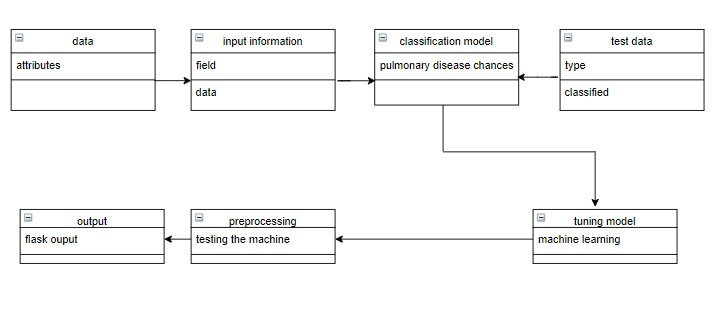 data
attributes
input information
field
data
classification model
pulmonary disease chances
test data
type
classified
output
flask ouput
preprocessing
testing the machine
tuning model
machine learning